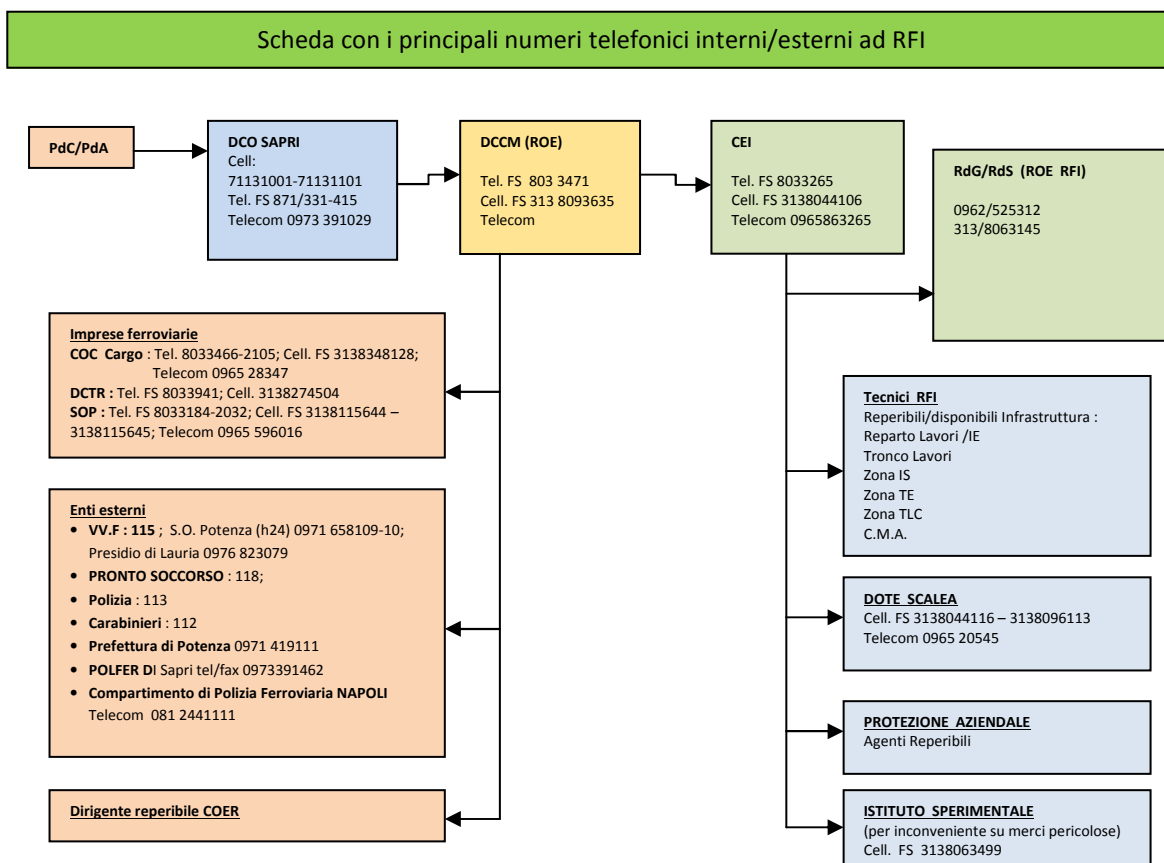 Scheda con i principali numeri telefonici interni/esterni ad RFI
PdC/PdA
DCO SAPRI
Cell:
71131001-71131101
Tel. FS 871/331-415
Telecom 0973 391029
DCCM (ROE)
Tel. FS 803 3471
Cell. FS 313 8093635
Telecom
CEI
Tel. FS 8033265
Cell. FS 3138044106
Telecom 0965863265
RdG/RdS (ROE RFI)
0962/525312
313/8063145
Imprese ferroviarie
COC Cargo : Tel. 8033466-2105; Cell. FS 3138348128;
Telecom 0965 28347
DCTR : Tel. FS 8033941; Cell. 3138274504
SOP : Tel. FS 8033184-2032; Cell. FS 3138115644 –
3138115645; Telecom 0965 596016
Enti esterni
• VV.F : 115 ; S.O. Potenza (h24) 0971 658109-10;
Presidio di Lauria 0976 823079
• PRONTO SOCCORSO : 118;
• Polizia : 113
• Carabinieri : 112
• Prefettura di Potenza 0971 419111
• POLFER DI Sapri tel/fax 0973391462
• Compartimento di Polizia Ferroviaria NAPOLI
Telecom 081 2441111
Dirigente reperibile COER
Tecnici RFI
Reperibili/disponibili Infrastruttura :
Reparto Lavori /IE
Tronco Lavori
Zona IS
Zona TE
Zona TLC
C.M.A.
DOTE SCALEA
Cell. FS 3138044116 – 3138096113
Telecom 0965 20545
PROTEZIONE AZIENDALE
Agenti Reperibili
ISTITUTO SPERIMENTALE
(per inconveniente su merci pericolose)
Cell. FS 3138063499